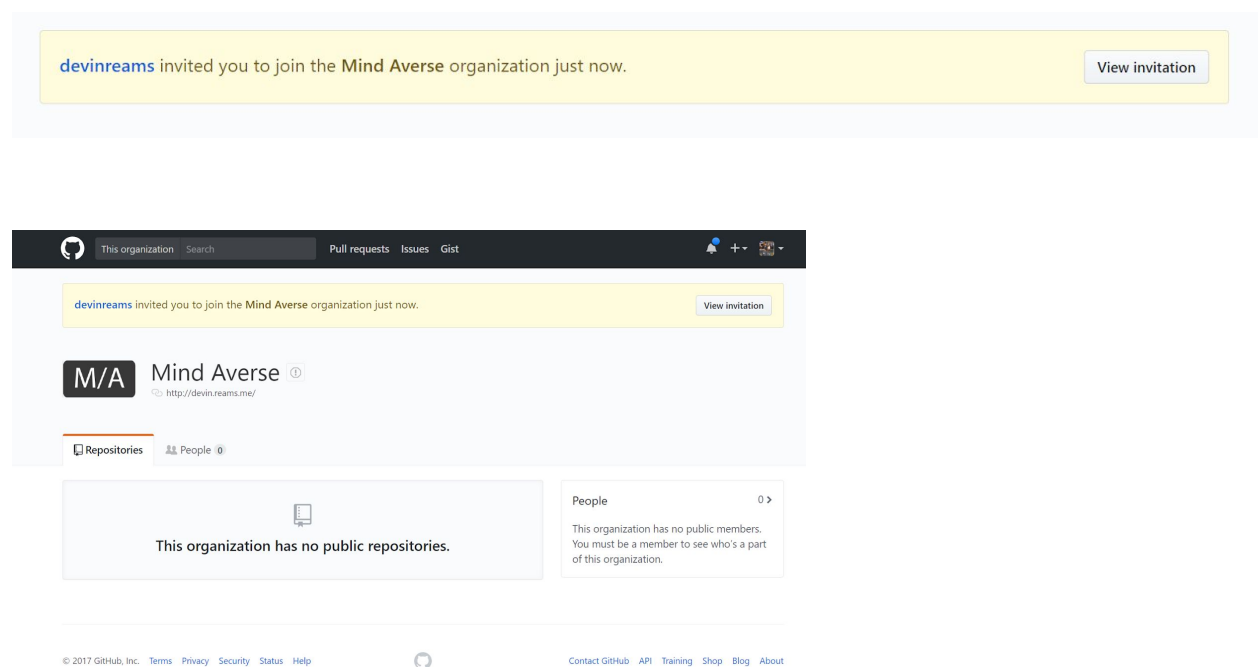 devinreams invited you to join the Mind Averse organization just now.
View invitation
This organization Search Pull requests Issues Gist
devinreams invited you to join the Mind Averse organization just now.
View invitation
M/A
Mind Averse
http://devin.reams.me/
Repositories People 0
This organization has no public repositories.
People 0
This organization has no public members.
You must be a member to see who's a part
of this organization.
© 2017 GitHub, Inc. Terms Privacy Security Status Help
Contact GitHub API Training Shop Blog About